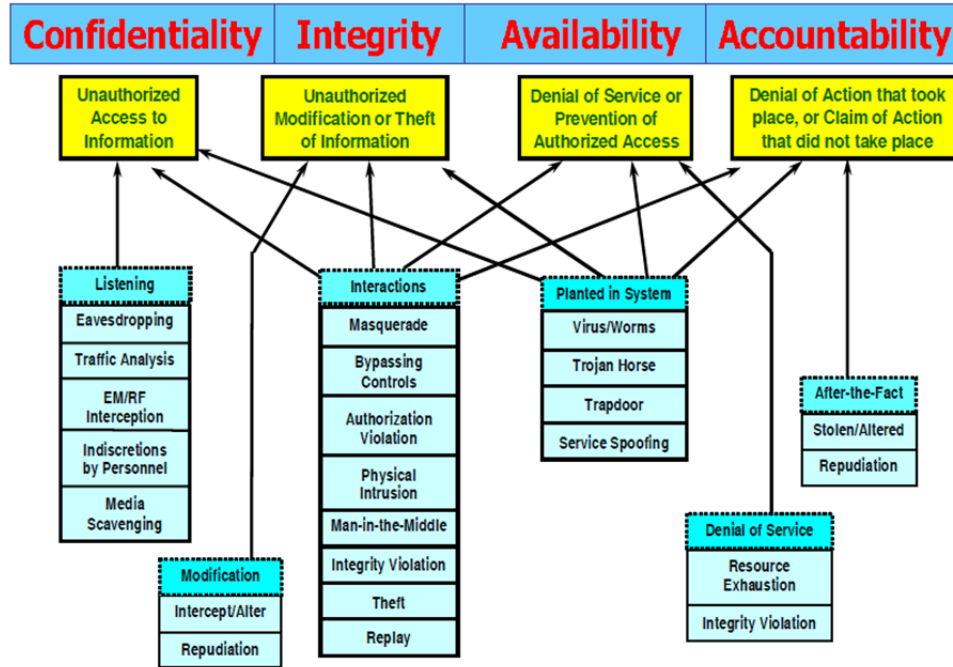 Confidentiality
Integrity
Availability
Accountability
Unauthorized
Access to
Information
Unauthorized
Modification or Theft
of Information
Denial of Service or
Prevention of
Authorized Access
Denial of Action that took
place, or Claim of Action
that did not take place
Listening
Eavesdropping
Traffic Analysis
EM/RF
Interception
Indiscretions
by Personnel
Media
Scavenging
Modification
Intercept/Alter
Repudiation
Interactions
Masquerade
Bypassing
Controls
Authorization
Violation
Physical
Intrusion
Man-in-the-Middle
Integrity Violation
Theft
Replay
Planted in System
Virus/Worms
Trojan Horse
Trapdoor
Service Spoofing
Denial of Service
Resource
Exhaustion
Integrity Violation
After-the-Fact
Stolen/Altered
Repudiation